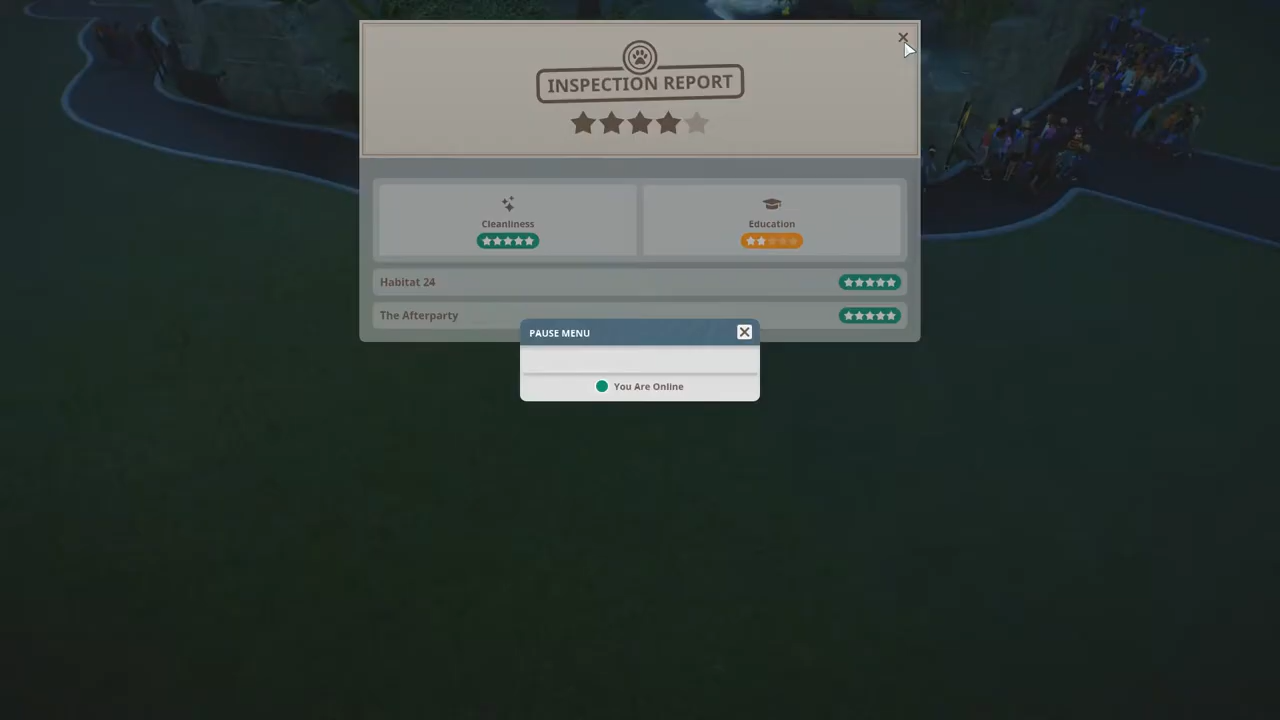 INSPECTION REPORT
Cleanliness
Education
Habitat 24
The Afterparty
PAUSE MENU
You Are Online